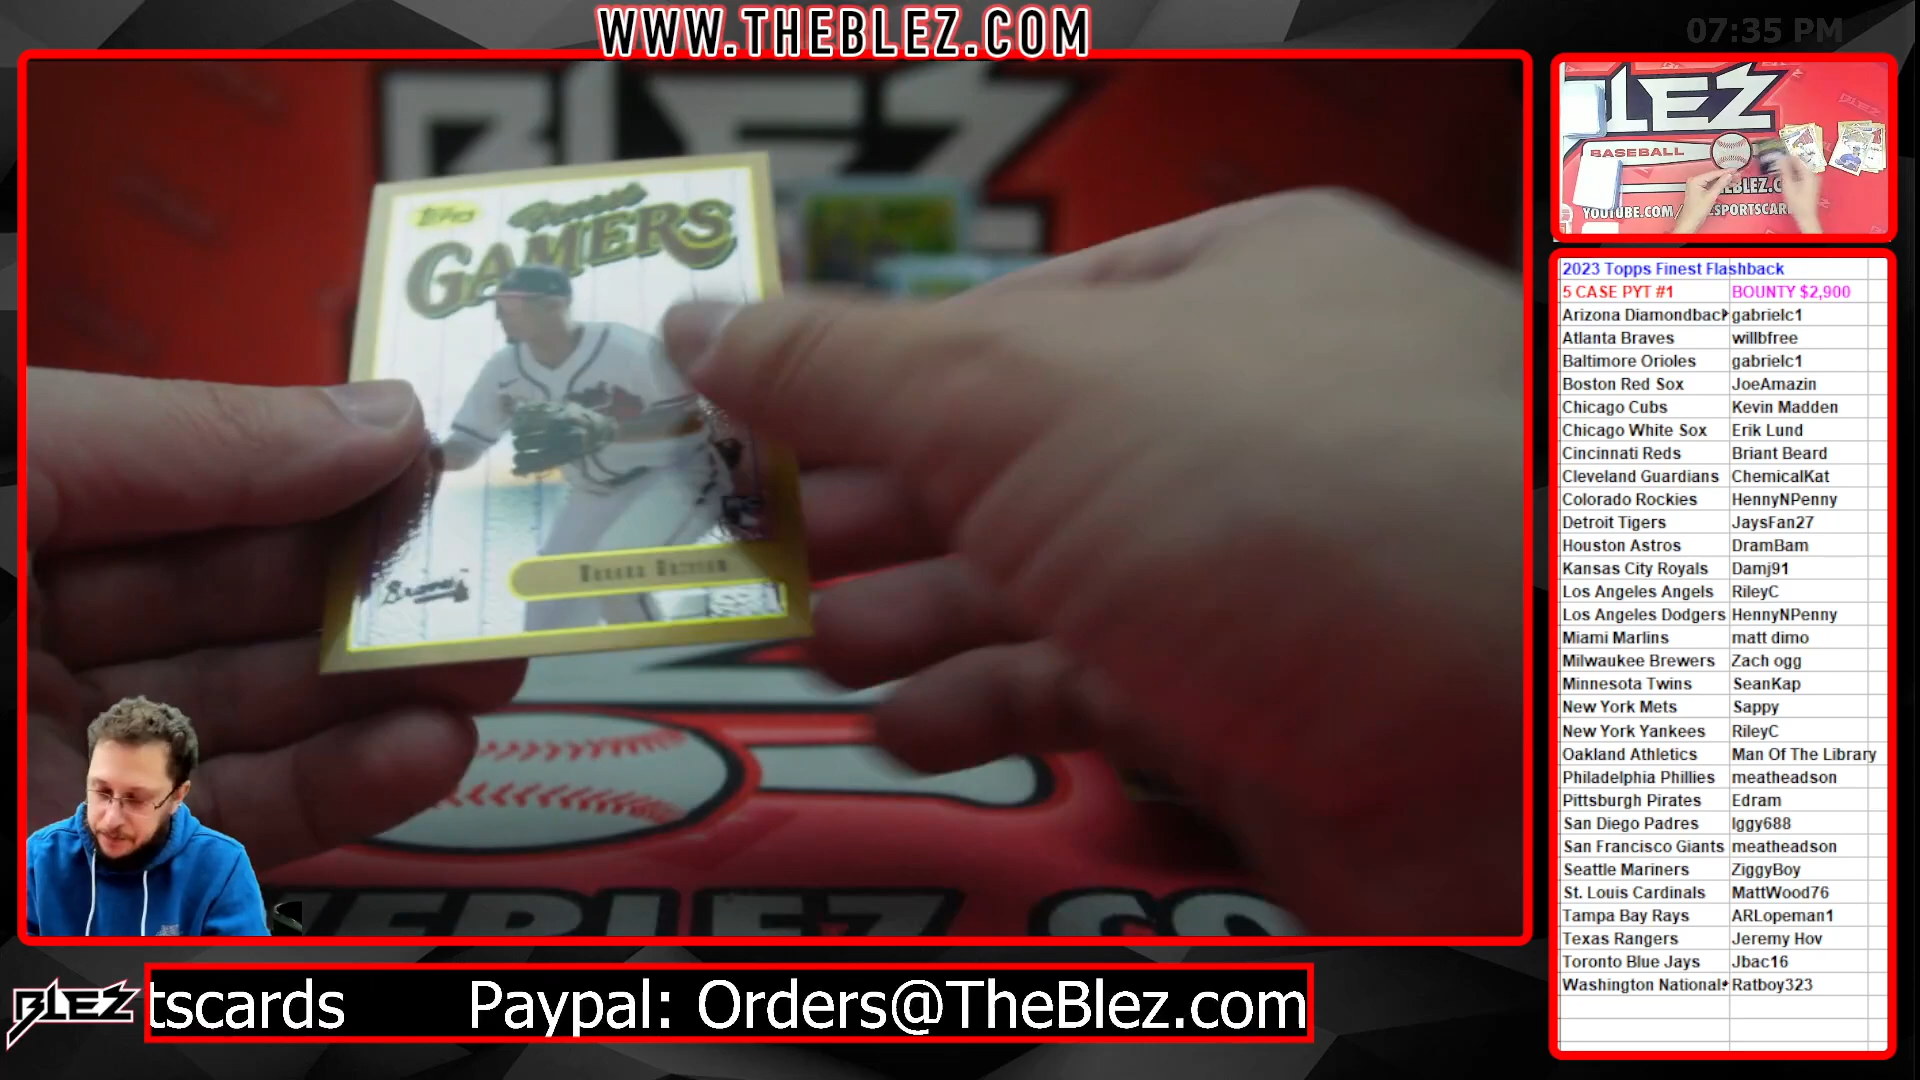 WWW.THEBLEZ.COM
07:35 PM
BLEZ
TOPPS
GAMERS
Braves
BLEZ
BASEBALL
YOUTUBE.COM/
2023 Topps Finest Flashback
5 CASE PYT #1 BOUNTY $2,900
Arizona Diamondback gabrielc1
Atlanta Braves willbfree
Baltimore Orioles gabrielc1
Boston Red Sox JoeAmazin
Chicago Cubs Kevin Madden
Chicago White Sox Erik Lund
Cincinnati Reds Briant Beard
Cleveland Guardians ChemicalKat
Colorado Rockies HennyNPenny
Detroit Tigers JaysFan27
Houston Astros DramBam
Kansas City Royals Damj91
Los Angeles Angels RileyC
Los Angeles Dodgers HennyNPenny
Miami Marlins matt dimo
Milwaukee Brewers Zach ogg
Minnesota Twins SeanKap
New York Mets Sappy
New York Yankees RileyC
Oakland Athletics Man Of The Library
Philadelphia Phillies meatheadson
Pittsburgh Pirates Edram
San Diego Padres Iggy688
San Francisco Giants meatheadson
Seattle Mariners ZiggyBoy
St. Louis Cardinals MattWood76
Tampa Bay Rays ARLopeman1
Texas Rangers Jeremy Hov
Toronto Blue Jays Jbac16
Washington Nationals Ratboy323
BLEZ
tscards Paypal: Orders@TheBlez.com